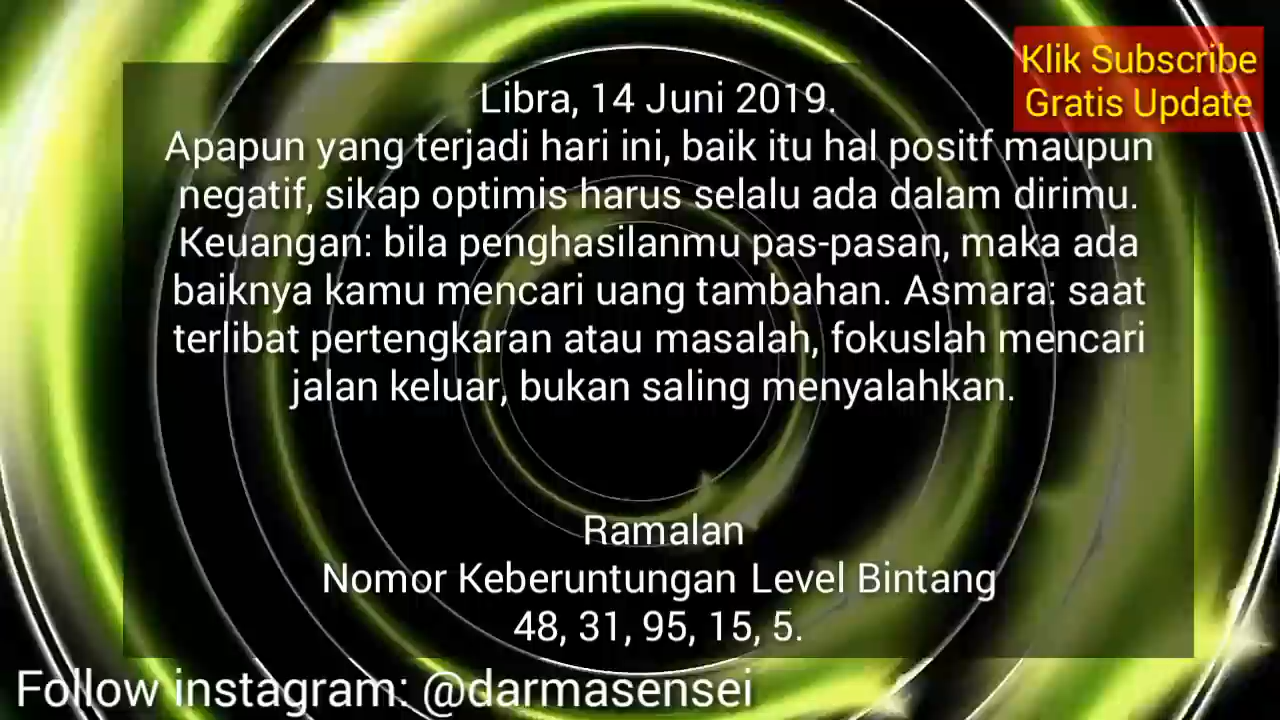 Klik Subscribe
Gratis Update
Libra, 14 Juni 2019.
Apapun yang terjadi hari ini, baik itu hal positf maupun
negatif, sikap optimis harus selalu ada dalam dirimu.
Keuangan: bila penghasilanmu pas-pasan, maka ada
baiknya kamu mencari uang tambahan. Asmara: saat
terlibat pertengkaran atau masalah, fokuslah mencari
jalan keluar, bukan saling menyalahkan.
Ramalan
Nomor Keberuntungan Level Bintang
48, 31, 95, 15, 5.
Follow instagram: @darmasensei